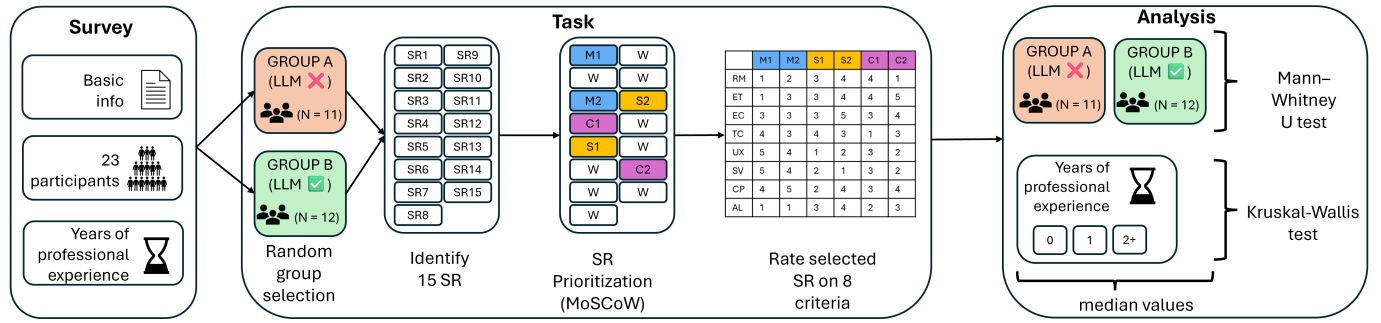 Survey
Basic
info
23
participants
Years of
professional
experience
Task
GROUP A
(LLM ❌)
(N = 11)
GROUP B
(LLM ✅)
(N = 12)
Random
group
selection
SR1 SR9
SR2 SR10
SR3 SR11
SR4 SR12
SR5 SR13
SR6 SR14
SR7 SR15
SR8
Identify
15 SR
M1 W
W W
M2 S2
C1 W
S1 W
W C2
W W
W
SR
Prioritization
(MoSCoW)
M1 M2 S1 S2 C1 C2
RM 1 2 3 4 4 1
ET 1 3 3 4 4 5
EC 3 3 3 5 3 4
TC 4 3 4 3 1 3
UX 5 4 1 2 3 2
SV 5 4 2 1 3 2
CP 4 5 2 4 3 4
AL 1 1 3 4 2 3
Rate selected
SR on 8
criteria
Analysis
GROUP A
(LLM ❌)
(N = 11)
GROUP B
(LLM ✅)
(N = 12)
Mann–
Whitney
U test
Years of
professional
experience
0 1 2+
Kruskal-Wallis
test
median values